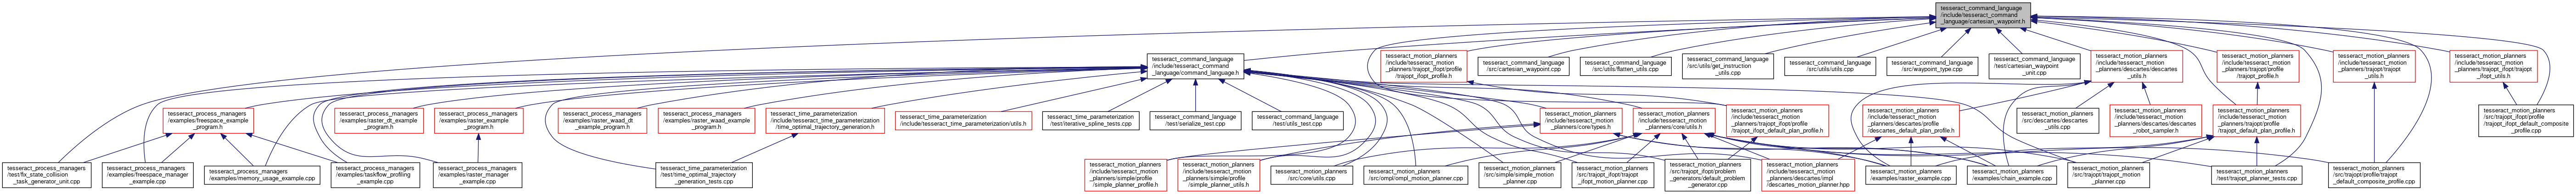 tesseract_command_language
/include/tesseract_command
_language/cartesian_waypoint.h
tesseract_command_language
/include/tesseract_command
_language/command_language.h
tesseract_motion_planners
/include/tesseract_motion
_planners/trajopt_ifopt/profile
/trajopt_ifopt_profile.h
tesseract_command_language
/src/cartesian_waypoint.cpp
tesseract_command_language
/src/utils/flatten_utils.cpp
tesseract_command_language
/src/utils/get_instruction
_utils.cpp
tesseract_command_language
/src/utils/utils.cpp
tesseract_command_language
/src/waypoint_type.cpp
tesseract_command_language
/test/cartesian_waypoint
_unit.cpp
tesseract_motion_planners
/include/tesseract_motion
_planners/descartes/descartes
_utils.h
tesseract_motion_planners
/include/tesseract_motion
_planners/trajopt/profile
/trajopt_profile.h
tesseract_motion_planners
/include/tesseract_motion
_planners/trajopt/trajopt
_utils.h
tesseract_motion_planners
/include/tesseract_motion
_planners/trajopt_ifopt/trajopt
_ifopt_utils.h
tesseract_process_managers
/examples/freespace_example
_program.h
tesseract_process_managers
/examples/raster_dt_example
_program.h
tesseract_process_managers
/examples/raster_example
_program.h
tesseract_process_managers
/examples/raster_waad_dt
_example_program.h
tesseract_process_managers
/examples/raster_waad_example
_program.h
tesseract_time_parameterization
/include/tesseract_time_parameterization
/time_optimal_trajectory_generation.h
tesseract_time_parameterization
/include/tesseract_time_parameterization/utils.h
tesseract_time_parameterization
/test/iterative_spline_tests.cpp
tesseract_command_language
/test/serialize_test.cpp
tesseract_command_language
/test/utils_test.cpp
tesseract_motion_planners
/include/tesseract_motion
_planners/core/types.h
tesseract_motion_planners
/include/tesseract_motion
_planners/core/utils.h
tesseract_motion_planners
/include/tesseract_motion
_planners/trajopt_ifopt/profile
/trajopt_ifopt_default_plan_profile.h
tesseract_motion_planners
/include/tesseract_motion
_planners/descartes/profile
/descartes_default_plan_profile.h
tesseract_motion_planners
/src/descartes/descartes
_utils.cpp
tesseract_motion_planners
/include/tesseract_motion
_planners/descartes/descartes
_robot_sampler.h
tesseract_motion_planners
/include/tesseract_motion
_planners/trajopt/profile
/trajopt_default_plan_profile.h
tesseract_motion_planners
/src/trajopt_ifopt/profile
/trajopt_ifopt_default_composite
_profile.cpp
tesseract_process_managers
/test/fix_state_collision
_task_generator_unit.cpp
tesseract_process_managers
/examples/freespace_manager
_example.cpp
tesseract_process_managers
/examples/memory_usage_example.cpp
tesseract_process_managers
/examples/taskflow_profiling
_example.cpp
tesseract_process_managers
/examples/raster_manager
_example.cpp
tesseract_time_parameterization
/test/time_optimal_trajectory
_generation_tests.cpp
tesseract_motion_planners
/include/tesseract_motion
_planners/simple/profile
/simple_planner_profile.h
tesseract_motion_planners
/include/tesseract_motion
_planners/simple/profile
/simple_planner_utils.h
tesseract_motion_planners
/src/core/utils.cpp
tesseract_motion_planners
/src/ompl/ompl_motion_planner.cpp
tesseract_motion_planners
/src/simple/simple_motion
_planner.cpp
tesseract_motion_planners
/src/trajopt_ifopt/trajopt
_ifopt_motion_planner.cpp
tesseract_motion_planners
/src/trajopt_ifopt/problem
_generators/default_problem
_generator.cpp
tesseract_motion_planners
/include/tesseract_motion
_planners/descartes/impl
/descartes_motion_planner.hpp
tesseract_motion_planners
/examples/raster_example.cpp
tesseract_motion_planners
/examples/chain_example.cpp
tesseract_motion_planners
/src/trajopt/trajopt_motion
_planner.cpp
tesseract_motion_planners
/test/trajopt_planner_tests.cpp
tesseract_motion_planners
/src/trajopt/profile/trajopt
_default_composite_profile.cpp